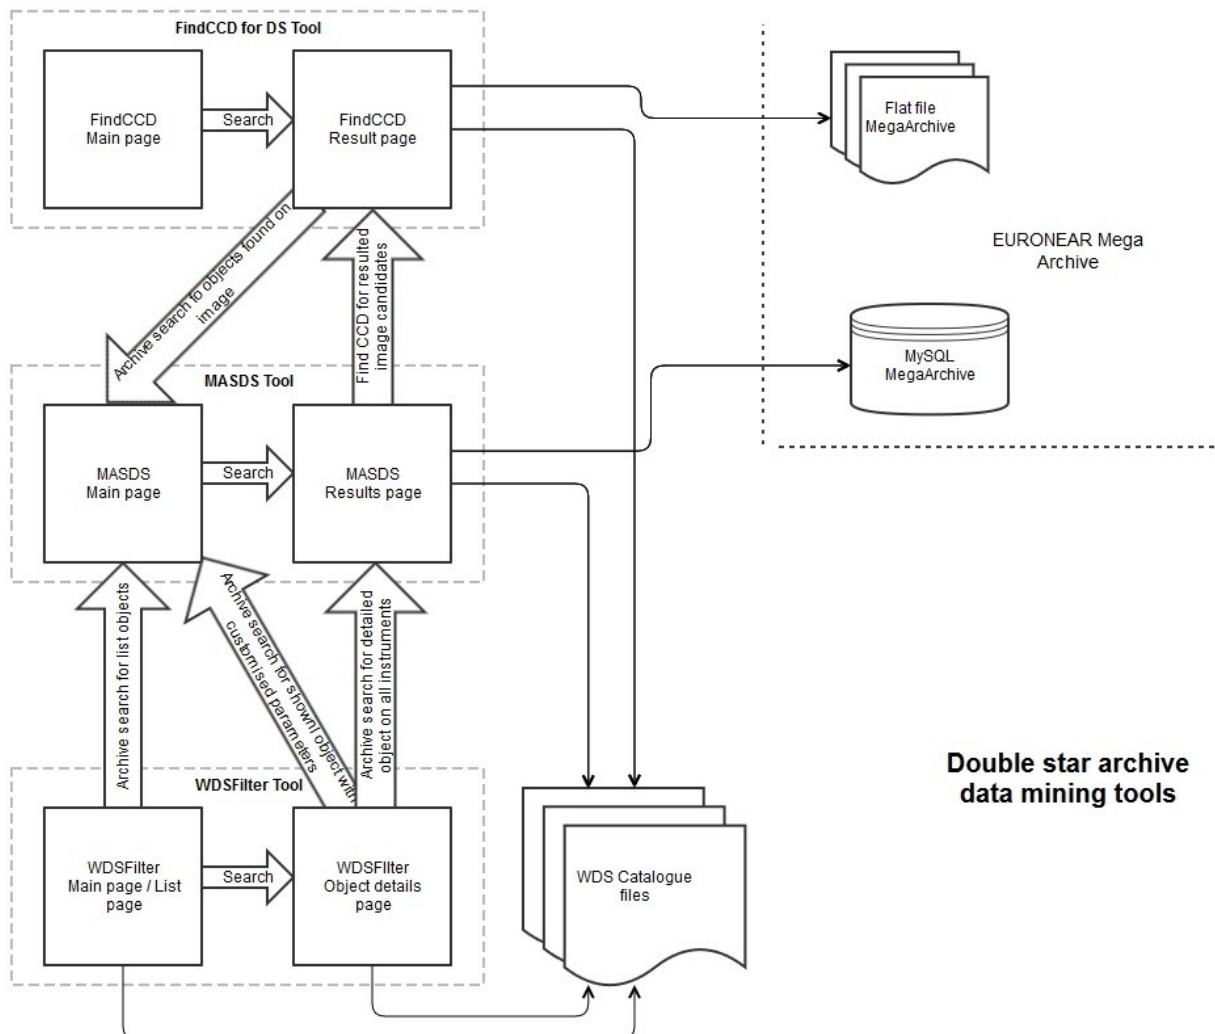 FindCCD for DS Tool
FindCCD
Main page
Search
FindCCD
Result page
Flat file
MegaArchive
EURONEAR Mega
Archive
Archive search fo objects found on
image
Find CCD for resulted
image candidates
MySQL
MegaArchive
MASDS Tool
MASDS
Main page
Search
MASDS
Results page
Archive search for list objects
Archive search for shownl object with
customised parameters
Archive search for detailed
object on all instruments
Double star archive
data mining tools
WDSFilter Tool
WDSFilter
Main page / List
page
Search
WDSFIlter
Object details
page
WDS Catalogue
files